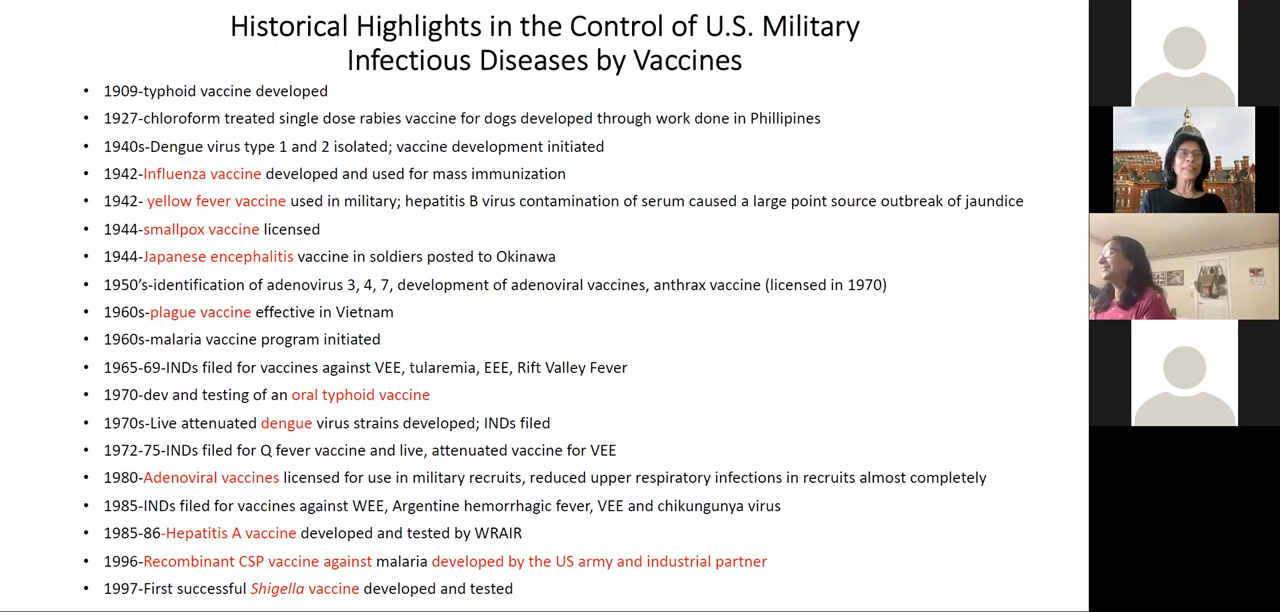 Historical Highlights in the Control of U.S. Military
Infectious Diseases by Vaccines
• 1909-typhoid vaccine developed
• 1927-chloroform treated single dose rabies vaccine for dogs developed through work done in Phillipines
• 1940s-Dengue virus type 1 and 2 isolated; vaccine development initiated
• 1942-Influenza vaccine developed and used for mass immunization
• 1942- yellow fever vaccine used in military; hepatitis B virus contamination of serum caused a large point source outbreak of jaundice
• 1944-smallpox vaccine licensed
• 1944-Japanese encephalitis vaccine in soldiers posted to Okinawa
• 1950's-identification of adenovirus 3, 4, 7, development of adenoviral vaccines, anthrax vaccine (licensed in 1970)
• 1960s-plague vaccine effective in Vietnam
• 1960s-malaria vaccine program initiated
• 1965-69-INDs filed for vaccines against VEE, tularemia, EEE, Rift Valley Fever
• 1970-dev and testing of an oral typhoid vaccine
• 1970s-Live attenuated dengue virus strains developed; INDs filed
• 1972-75-INDs filed for Q fever vaccine and live, attenuated vaccine for VEE
• 1980-Adenoviral vaccines licensed for use in military recruits, reduced upper respiratory infections in recruits almost completely
• 1985-INDs filed for vaccines against WEE, Argentine hemorrhagic fever, VEE and chikungunya virus
• 1985-86-Hepatitis A vaccine developed and tested by WRAIR
• 1996-Recombinant CSP vaccine against malaria developed by the US army and industrial partner
• 1997-First successful Shigella vaccine developed and tested